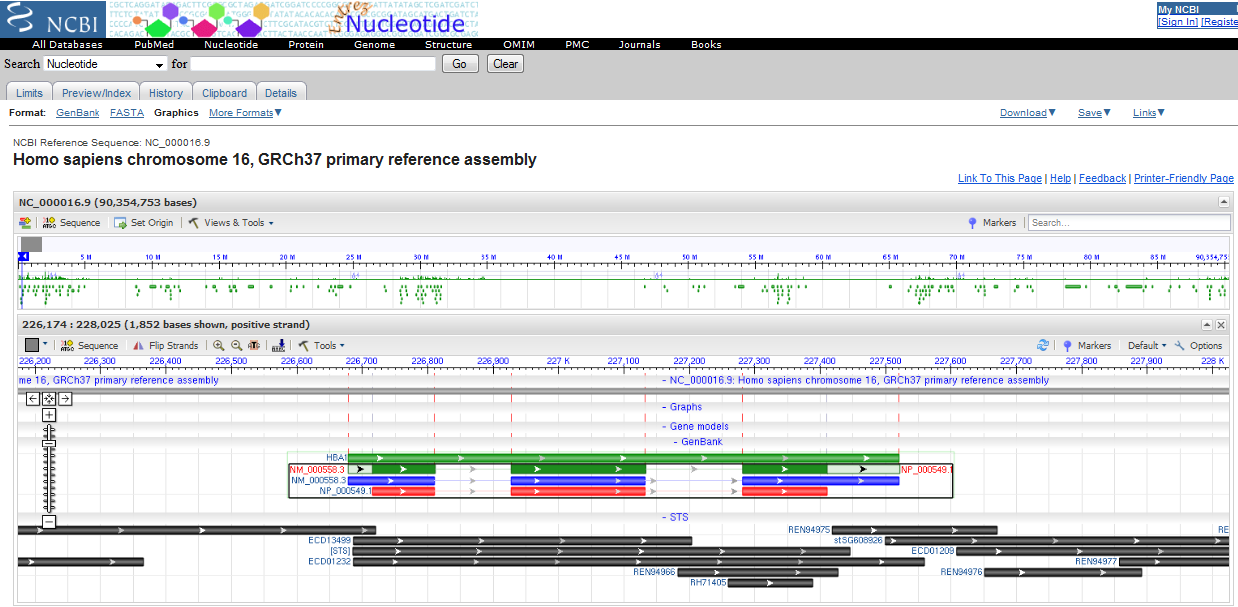 NCBI
Entrez Nucleotide
My NCBI
[Sign In] [Registe
All Databases PubMed Nucleotide Protein Genome Structure OMIM PMC Journals Books
Search Nucleotide for Go Clear
Limits Preview/Index History Clipboard Details
Format: GenBank FASTA Graphics More Formats▼ Download▼ Save▼ Links▼
NCBI Reference Sequence: NC_000016.9
Homo sapiens chromosome 16, GRCh37 primary reference assembly
Link To This Page | Help | Feedback | Printer-Friendly Page
NC_000016.9 (90,354,753 bases)
Sequence Set Origin Views & Tools Markers Search...
5 M 10 M 15 M 20 M 25 M 30 M 35 M 40 M 45 M 50 M 55 M 60 M 65 M 70 M 75 M 80 M 85 M 90,354,75
226,174 : 228,025 (1,852 bases shown, positive strand)
Sequence Flip Strands Tools Markers Default Options
226,200 226,300 226,400 226,500 226,600 226,700 226,800 226,900 227 K 227,100 227,200 227,300 227,400 227,500 227,600 227,700 227,800 227,900 228 K
me 16, GRCh37 primary reference assembly - NC_000016.9: Homo sapiens chromosome 16, GRCh37 primary reference assembly
- Graphs
- Gene models
- GenBank
HBA1
NM_000558.3 NP_000549.1
NM_000558.3
NP_000549.1
- STS
REN94975 RE
ECD13499 stSG608926
[STS] ECD01209
ECD01232 REN94977
REN94966 REN94976
RH71405